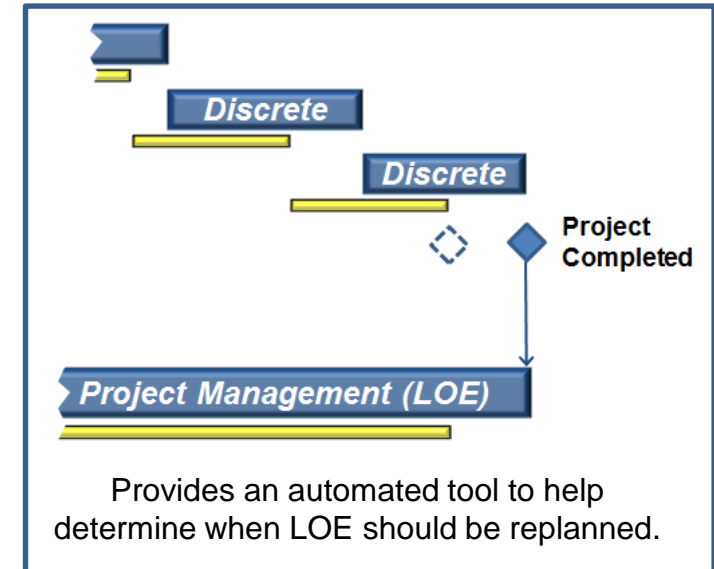 Discrete
Discrete
Project
Completed
Project Management (LOE)
Provides an automated tool to help
determine when LOE should be replanned.